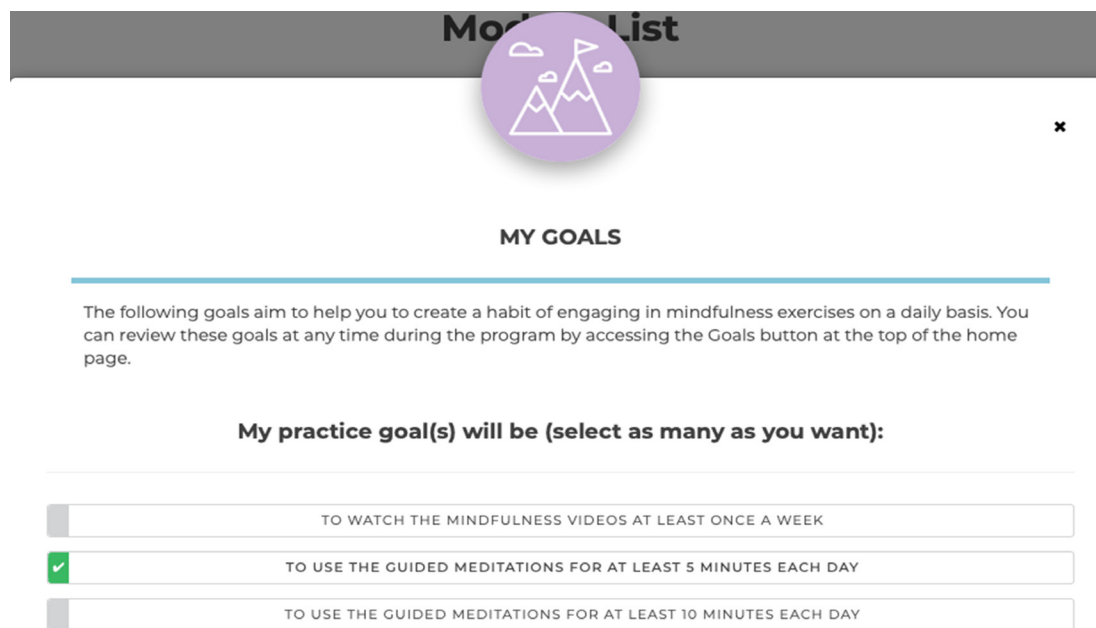 MY GOALS
The following goals aim to help you to create a habit of engaging in mindfulness exercises on a daily basis. You
can review these goals at any time during the program by accessing the Goals button at the top of the home
page.
My practice goal(s) will be (select as many as you want):
TO WATCH THE MINDFULNESS VIDEOS AT LEAST ONCE A WEEK
TO USE THE GUIDED MEDITATIONS FOR AT LEAST 5 MINUTES EACH DAY
TO USE THE GUIDED MEDITATIONS FOR AT LEAST 10 MINUTES EACH DAY